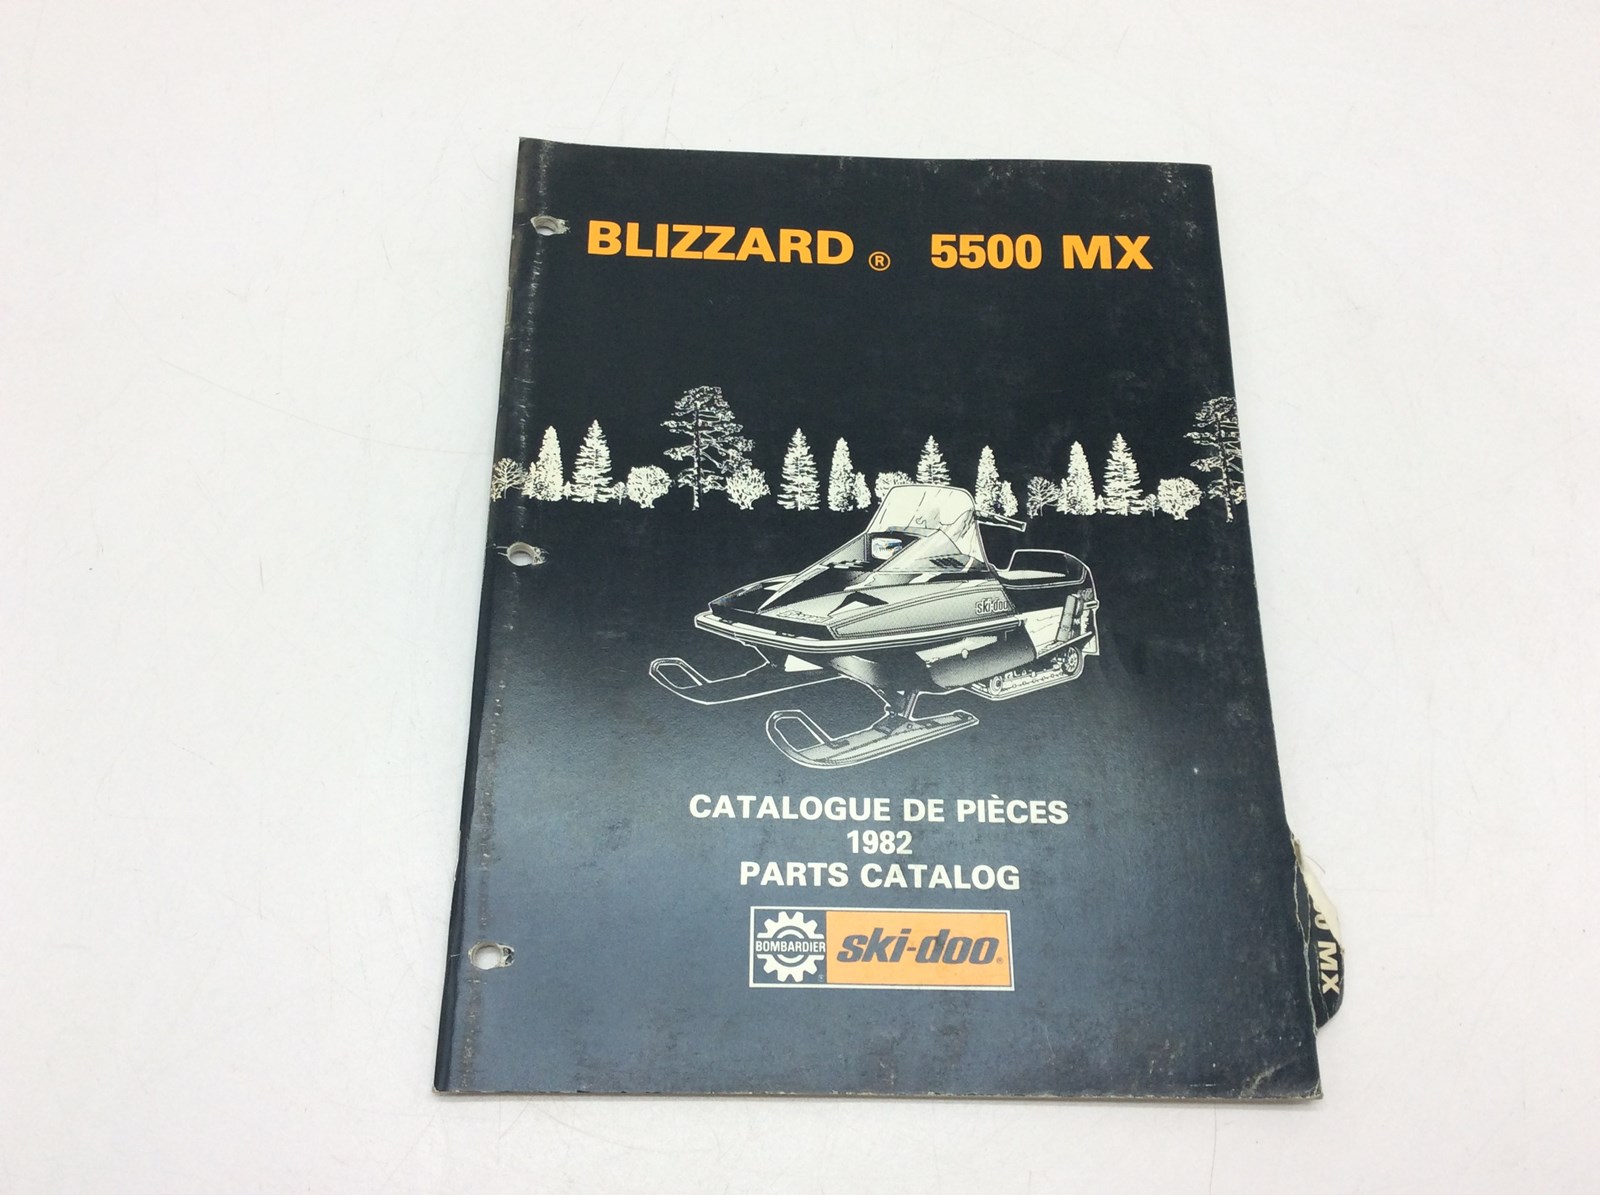 BLIZZARD ® 5500 MX
ski-doo
CATALOGUE DE PIÈCES
1982
PARTS CATALOG
BOMBARDIER ski-doo
MX